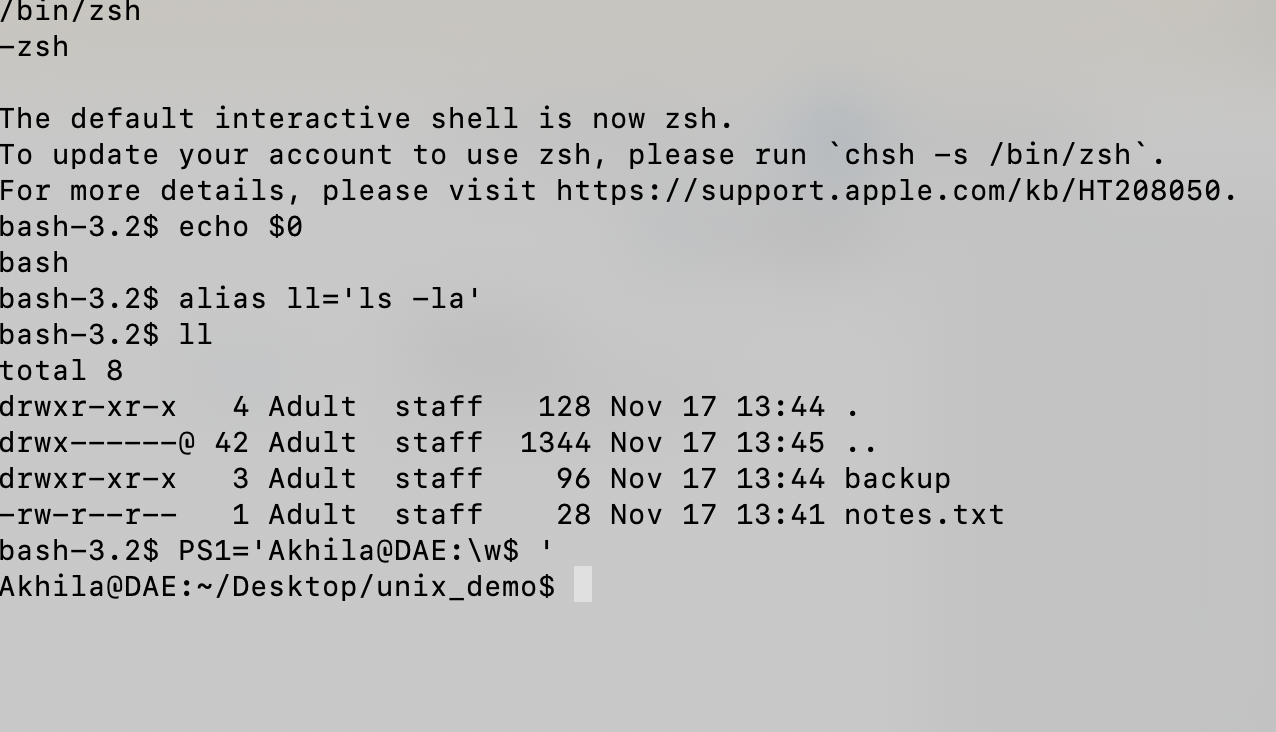 /bin/zsh
-zsh
The default interactive shell is now zsh.
To update your account to use zsh, please run `chsh -s /bin/zsh`.
For more details, please visit https://support.apple.com/kb/HT208050.
bash-3.2$ echo $0
bash
bash-3.2$ alias ll='ls -la'
bash-3.2$ ll
total 8
drwxr-xr-x   4 Adult  staff   128 Nov 17 13:44 .
drwx------@ 42 Adult  staff  1344 Nov 17 13:45 ..
drwxr-xr-x   3 Adult  staff    96 Nov 17 13:44 backup
-rw-r--r--   1 Adult  staff    28 Nov 17 13:41 notes.txt
bash-3.2$ PS1='Akhila@DAE:\w$ '
Akhila@DAE:~/Desktop/unix_demo$